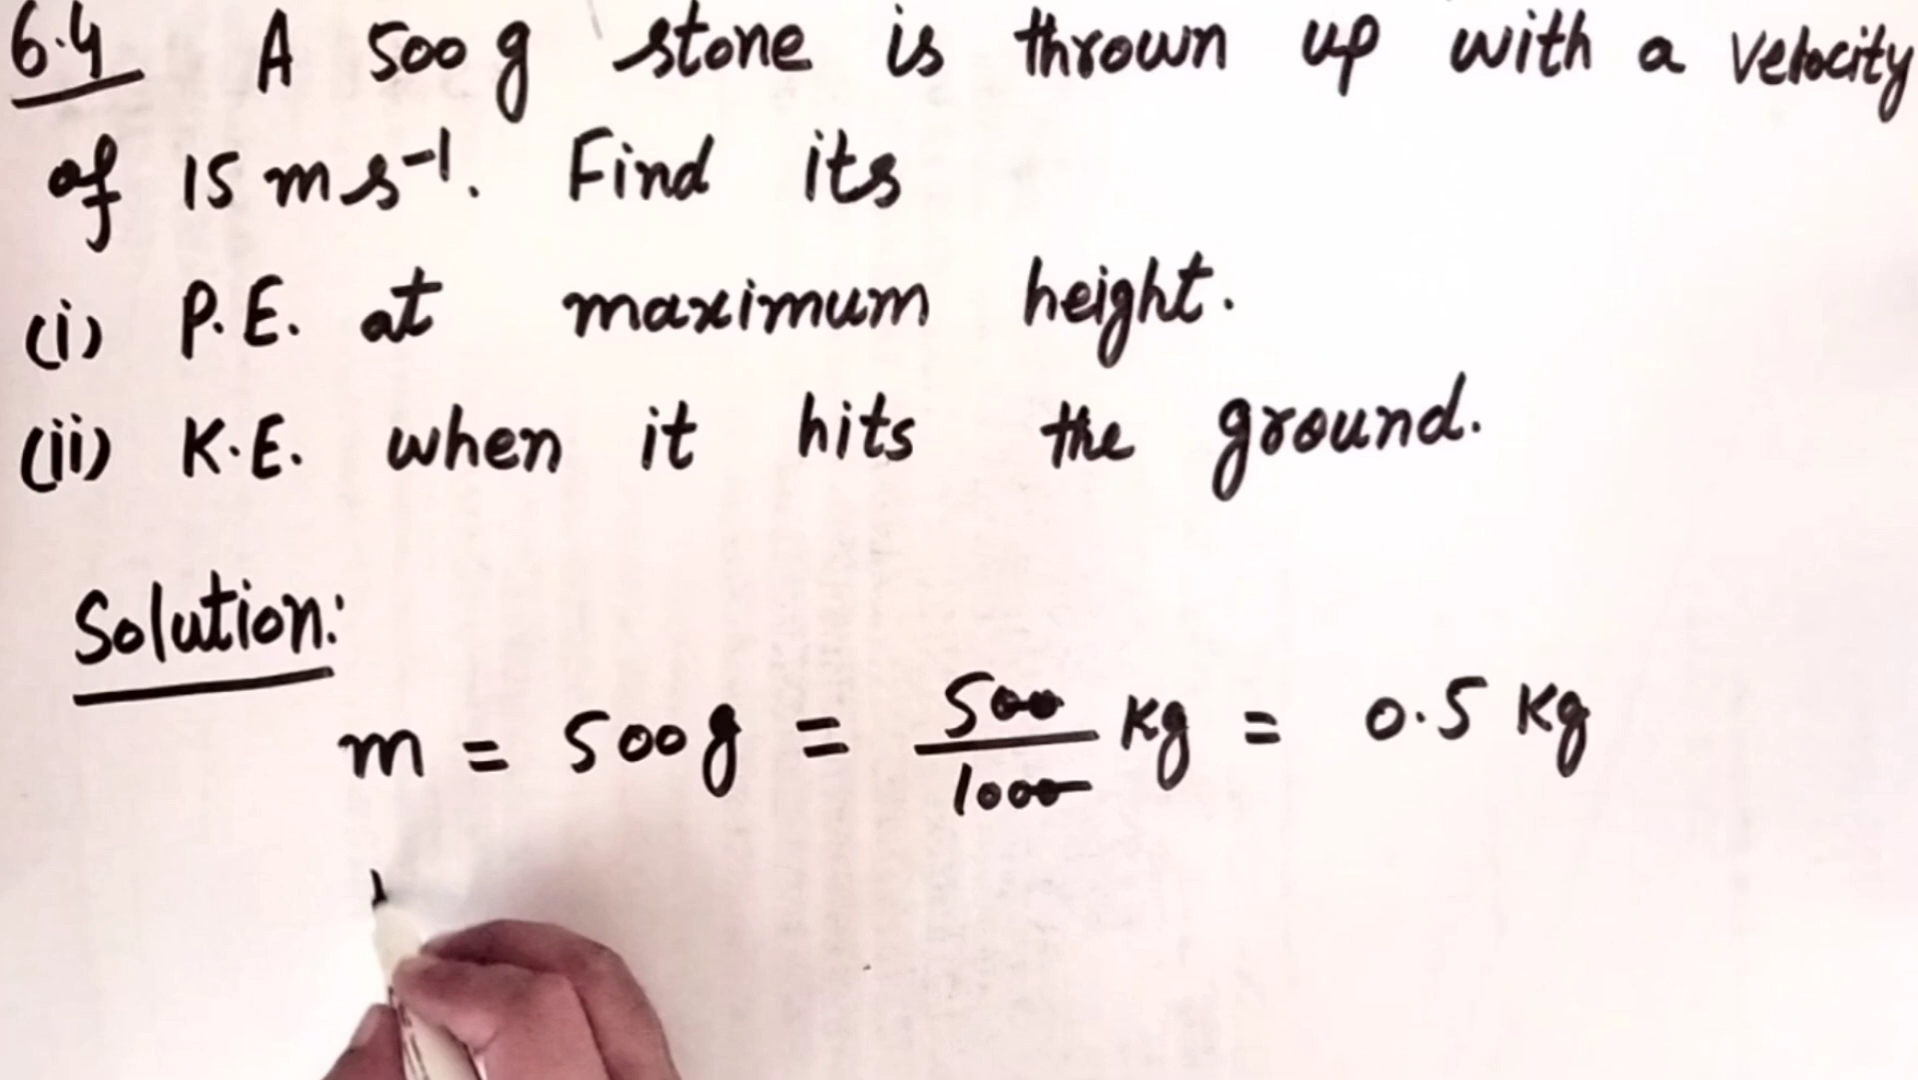 6.4 A 500 g stone is thrown up with a velocity
of 15 m s⁻¹. Find its
(i) P.E. at maximum height.
(ii) K.E. when it hits the ground.
Solution:
m = 500g = 500/1000 Kg = 0.5 Kg